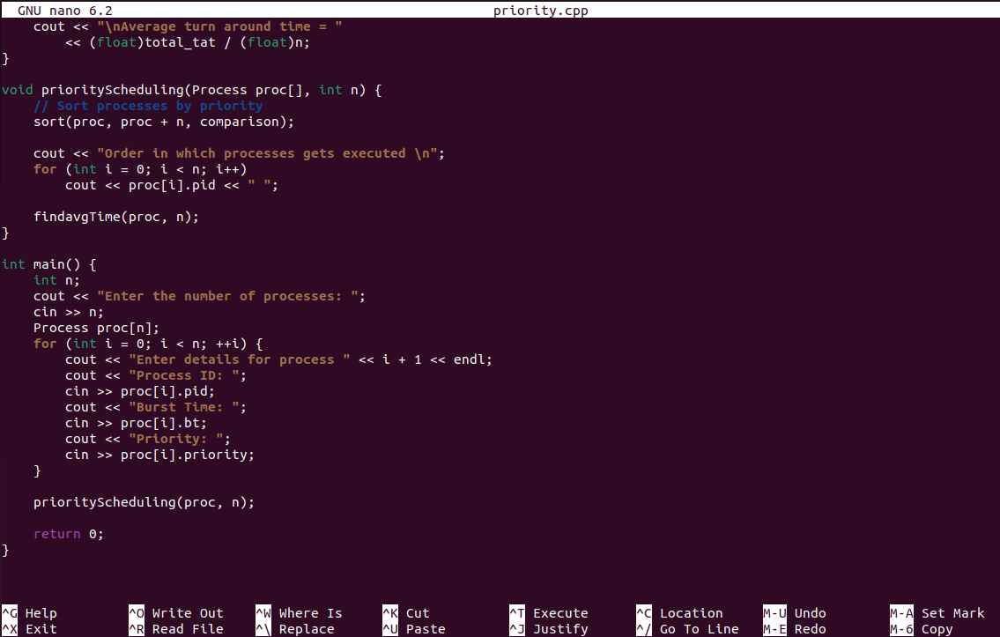 GNU nano 6.2 priority.cpp
    cout << "\nAverage turn around time = "
        << (float)total_tat / (float)n;
}

void priorityScheduling(Process proc[], int n) {
    // Sort processes by priority
    sort(proc, proc + n, comparison);

    cout << "Order in which processes gets executed \n";
    for (int i = 0; i < n; i++)
        cout << proc[i].pid << " ";

    findavgTime(proc, n);
}

int main() {
    int n;
    cout << "Enter the number of processes: ";
    cin >> n;
    Process proc[n];
    for (int i = 0; i < n; ++i) {
        cout << "Enter details for process " << i + 1 << endl;
        cout << "Process ID: ";
        cin >> proc[i].pid;
        cout << "Burst Time: ";
        cin >> proc[i].bt;
        cout << "Priority: ";
        cin >> proc[i].priority;
    }

    priorityScheduling(proc, n);

    return 0;
}

^G Help ^O Write Out ^W Where Is ^K Cut ^T Execute ^C Location M-U Undo M-A Set Mark
^X Exit ^R Read File ^\ Replace ^U Paste ^J Justify ^/ Go To Line M-E Redo M-6 Copy